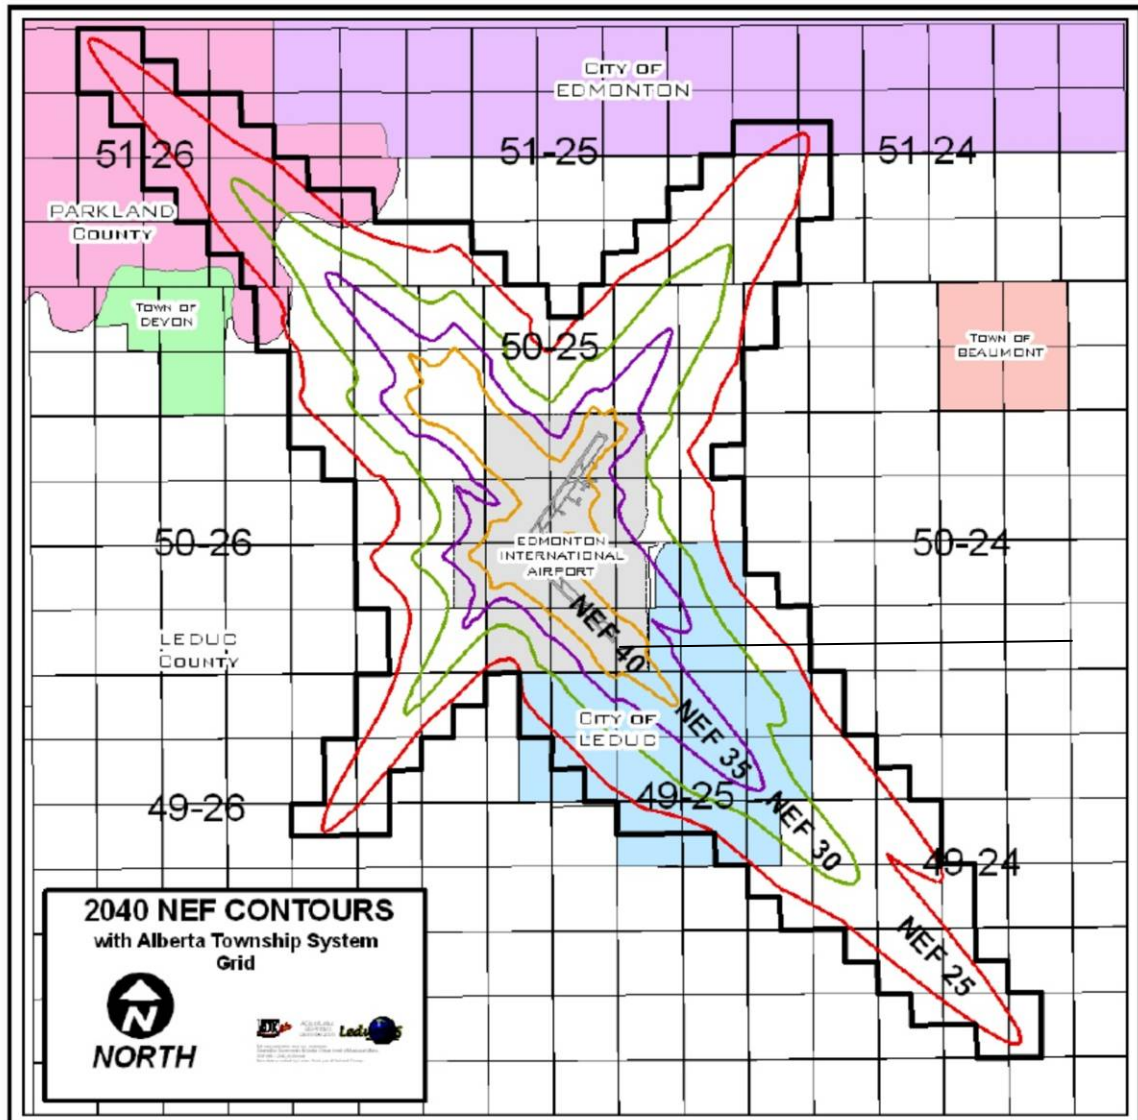 CITY OF
EDMONTON
51-26
51-25
51-24
PARKLAND
COUNTY
TOWN OF
DEVON
50-25
TOWN OF
BEAUMONT
50-26
EDMONTON
INTERNATIONAL
AIRPORT
50-24
NEF 40
LEDUC
COUNTY
CITY OF
LEDUC
NEF 35
49-26
49-25
NEF 30
49-24
NEF 25
2040 NEF CONTOURS
with Alberta Township System
Grid
N
NORTH